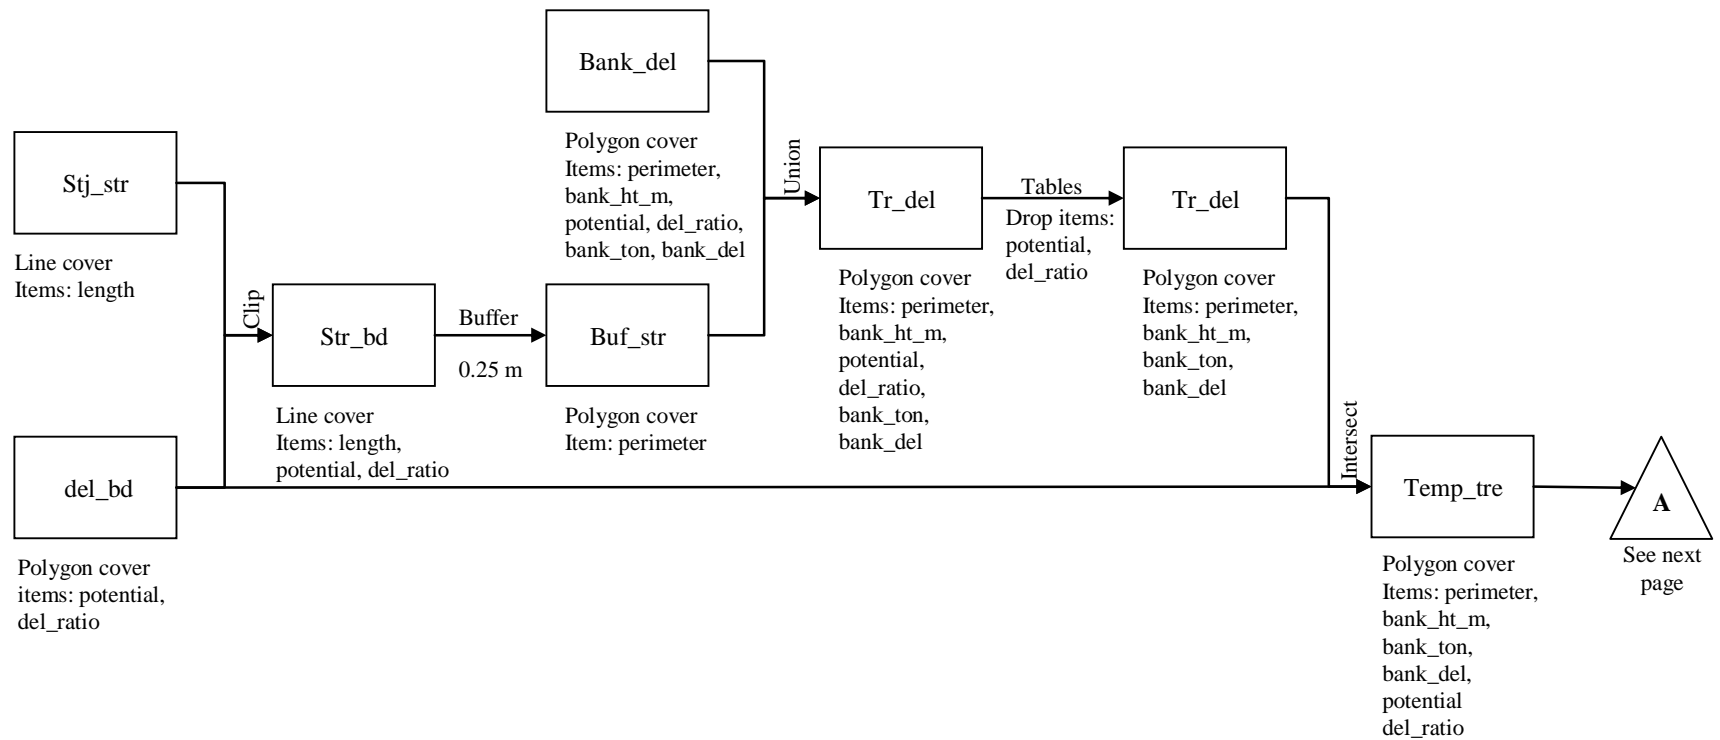 Bank_del
Polygon cover
Items: perimeter,
bank_ht_m,
potential, del_ratio,
bank_ton, bank_del
Stj_str
Line cover
Items: length
Clip
Str_bd
Line cover
Items: length,
potential, del_ratio
Buffer
0.25 m
Buf_str
Polygon cover
Item: perimeter
del_bd
Polygon cover
items: potential,
del_ratio
Union
Tr_del
Polygon cover
Items: perimeter,
bank_ht_m,
potential,
del_ratio,
bank_ton,
bank_del
Tables
Drop items:
potential,
del_ratio
Tr_del
Polygon cover
Items: perimeter,
bank_ht_m,
bank_ton,
bank_del
Intersect
Temp_tre
Polygon cover
Items: perimeter,
bank_ht_m,
bank_ton,
bank_del,
potential
del_ratio
A
See next
page